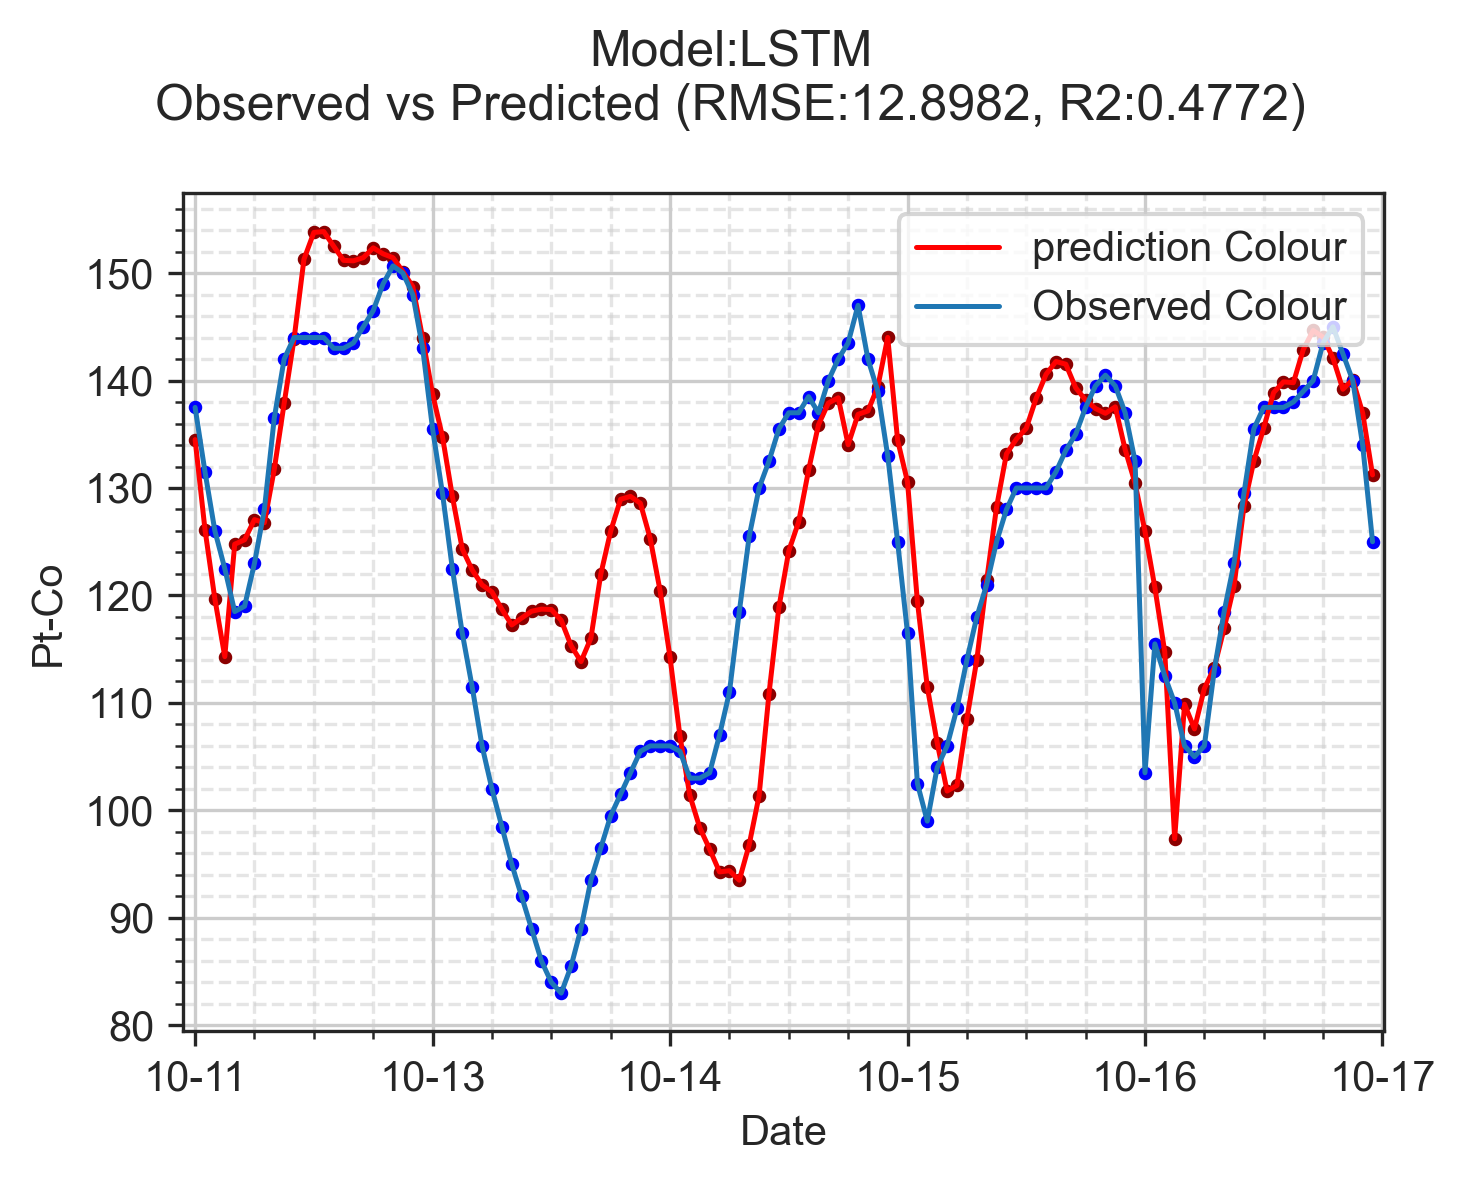 Model:LSTM
Observed vs Predicted (RMSE:12.8982, R2:0.4772)
prediction Colour
Observed Colour
150
140
130
120
110
100
90
80
Pt-Co
10-11 10-13 10-14 10-15 10-16 10-17
Date